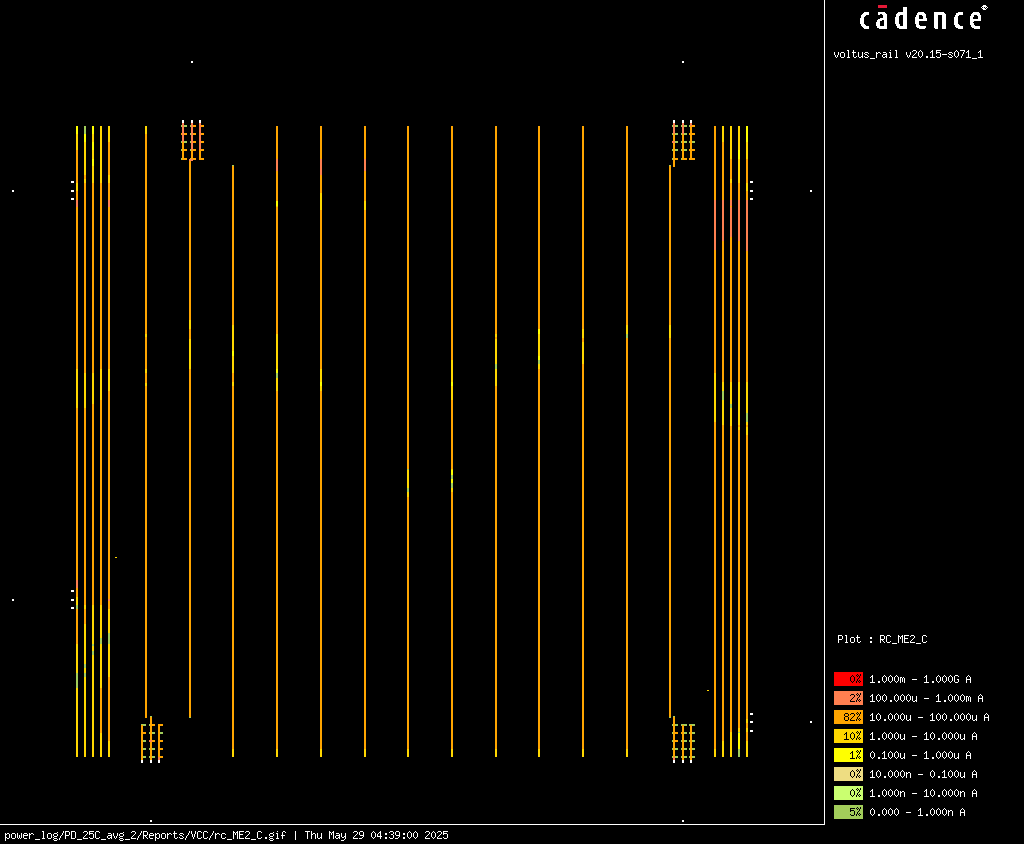 cādence®
voltus_rail v20.15-s071_1
Plot : RC_ME2_C
0% 1.000m - 1.000G A
2% 100.000u - 1.000m A
82% 10.000u - 100.000u A
10% 1.000u - 10.000u A
1% 0.100u - 1.000u A
0% 10.000n - 0.100u A
0% 1.000n - 10.000n A
5% 0.000 - 1.000n A
power_log/PD_25C_avg_2/Reports/VCC/rc_ME2_C.gif | Thu May 29 04:39:00 2025